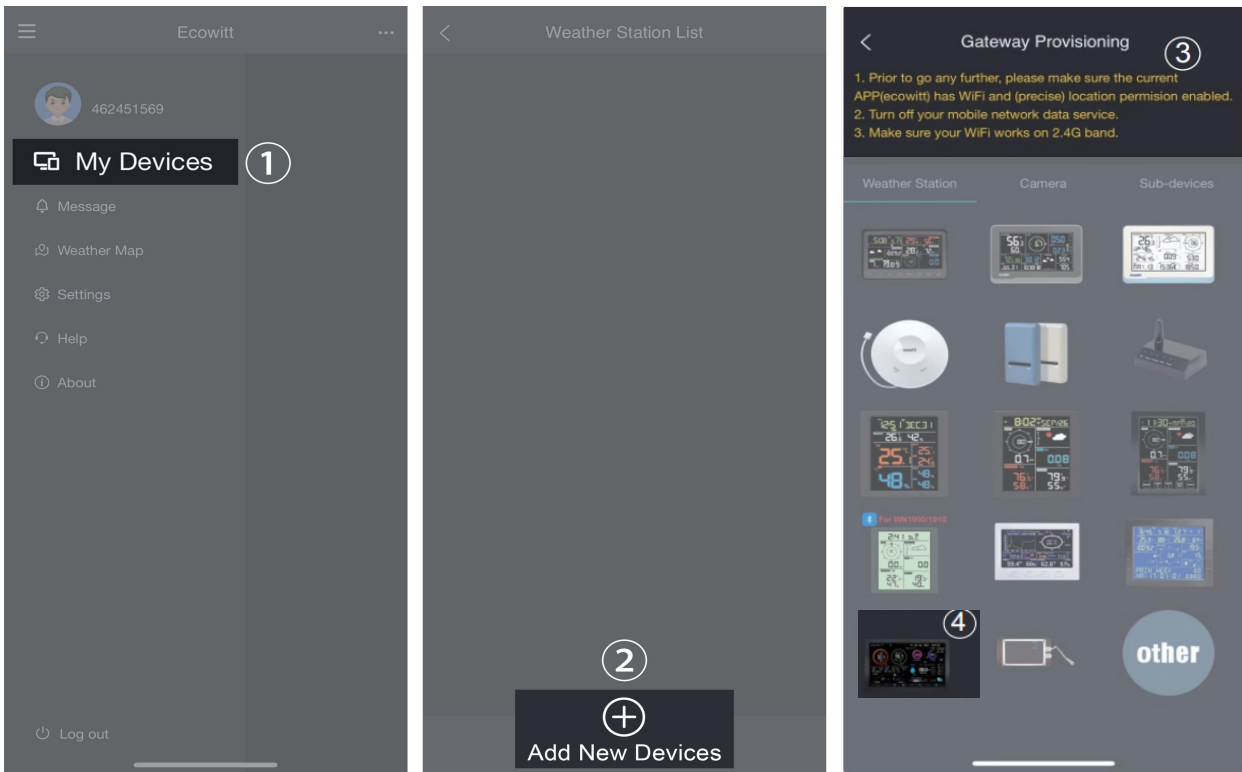 Ecowitt
...
462451569
My Devices
①
Message
Weather Map
Settings
Help
About
Log out
Weather Station List
②
Add New Devices
Gateway Provisioning
③
1. Prior to go any further, please make sure the current
APP(ecowitt) has WiFi and (precise) location permision enabled.
2. Turn off your mobile network data service.
3. Make sure your WiFi works on 2.4G band.
Weather Station Camera Sub-devices
For WN1900/1910
④
other